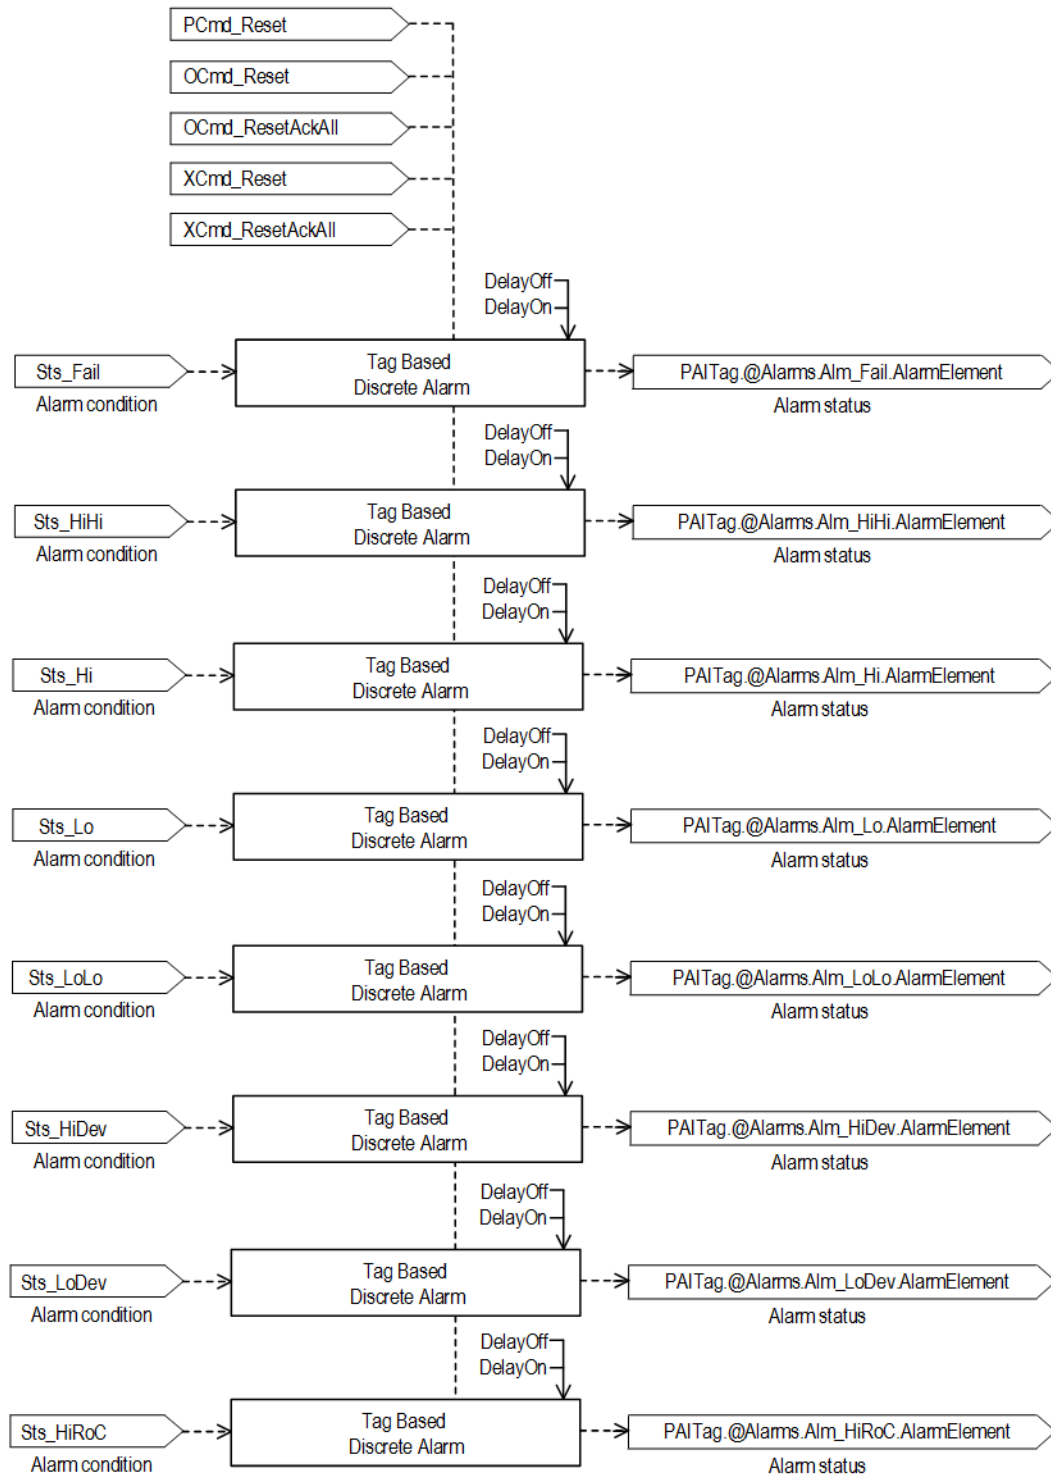 PCmd_Reset
OCmd_Reset
OCmd_ResetAckAll
XCmd_Reset
XCmd_ResetAckAll
DelayOff
DelayOn
Sts_Fail
Tag Based
Discrete Alarm
PAITag.@Alarms.Alm_Fail.AlarmElement
Alarm condition
Alarm status
DelayOff
DelayOn
Sts_HiHi
Tag Based
Discrete Alarm
PAITag.@Alarms.Alm_HiHi.AlarmElement
Alarm condition
Alarm status
DelayOff
DelayOn
Sts_Hi
Tag Based
Discrete Alarm
PAITag.@Alarms.Alm_Hi.AlarmElement
Alarm condition
Alarm status
DelayOff
DelayOn
Sts_Lo
Tag Based
Discrete Alarm
PAITag.@Alarms.Alm_Lo.AlarmElement
Alarm condition
Alarm status
DelayOff
DelayOn
Sts_LoLo
Tag Based
Discrete Alarm
PAITag.@Alarms.Alm_LoLo.AlarmElement
Alarm condition
Alarm status
DelayOff
DelayOn
Sts_HiDev
Tag Based
Discrete Alarm
PAITag.@Alarms.Alm_HiDev.AlarmElement
Alarm condition
Alarm status
DelayOff
DelayOn
Sts_LoDev
Tag Based
Discrete Alarm
PAITag.@Alarms.Alm_LoDev.AlarmElement
Alarm condition
Alarm status
DelayOff
DelayOn
Sts_HiRoC
Tag Based
Discrete Alarm
PAITag.@Alarms.Alm_HiRoC.AlarmElement
Alarm condition
Alarm status